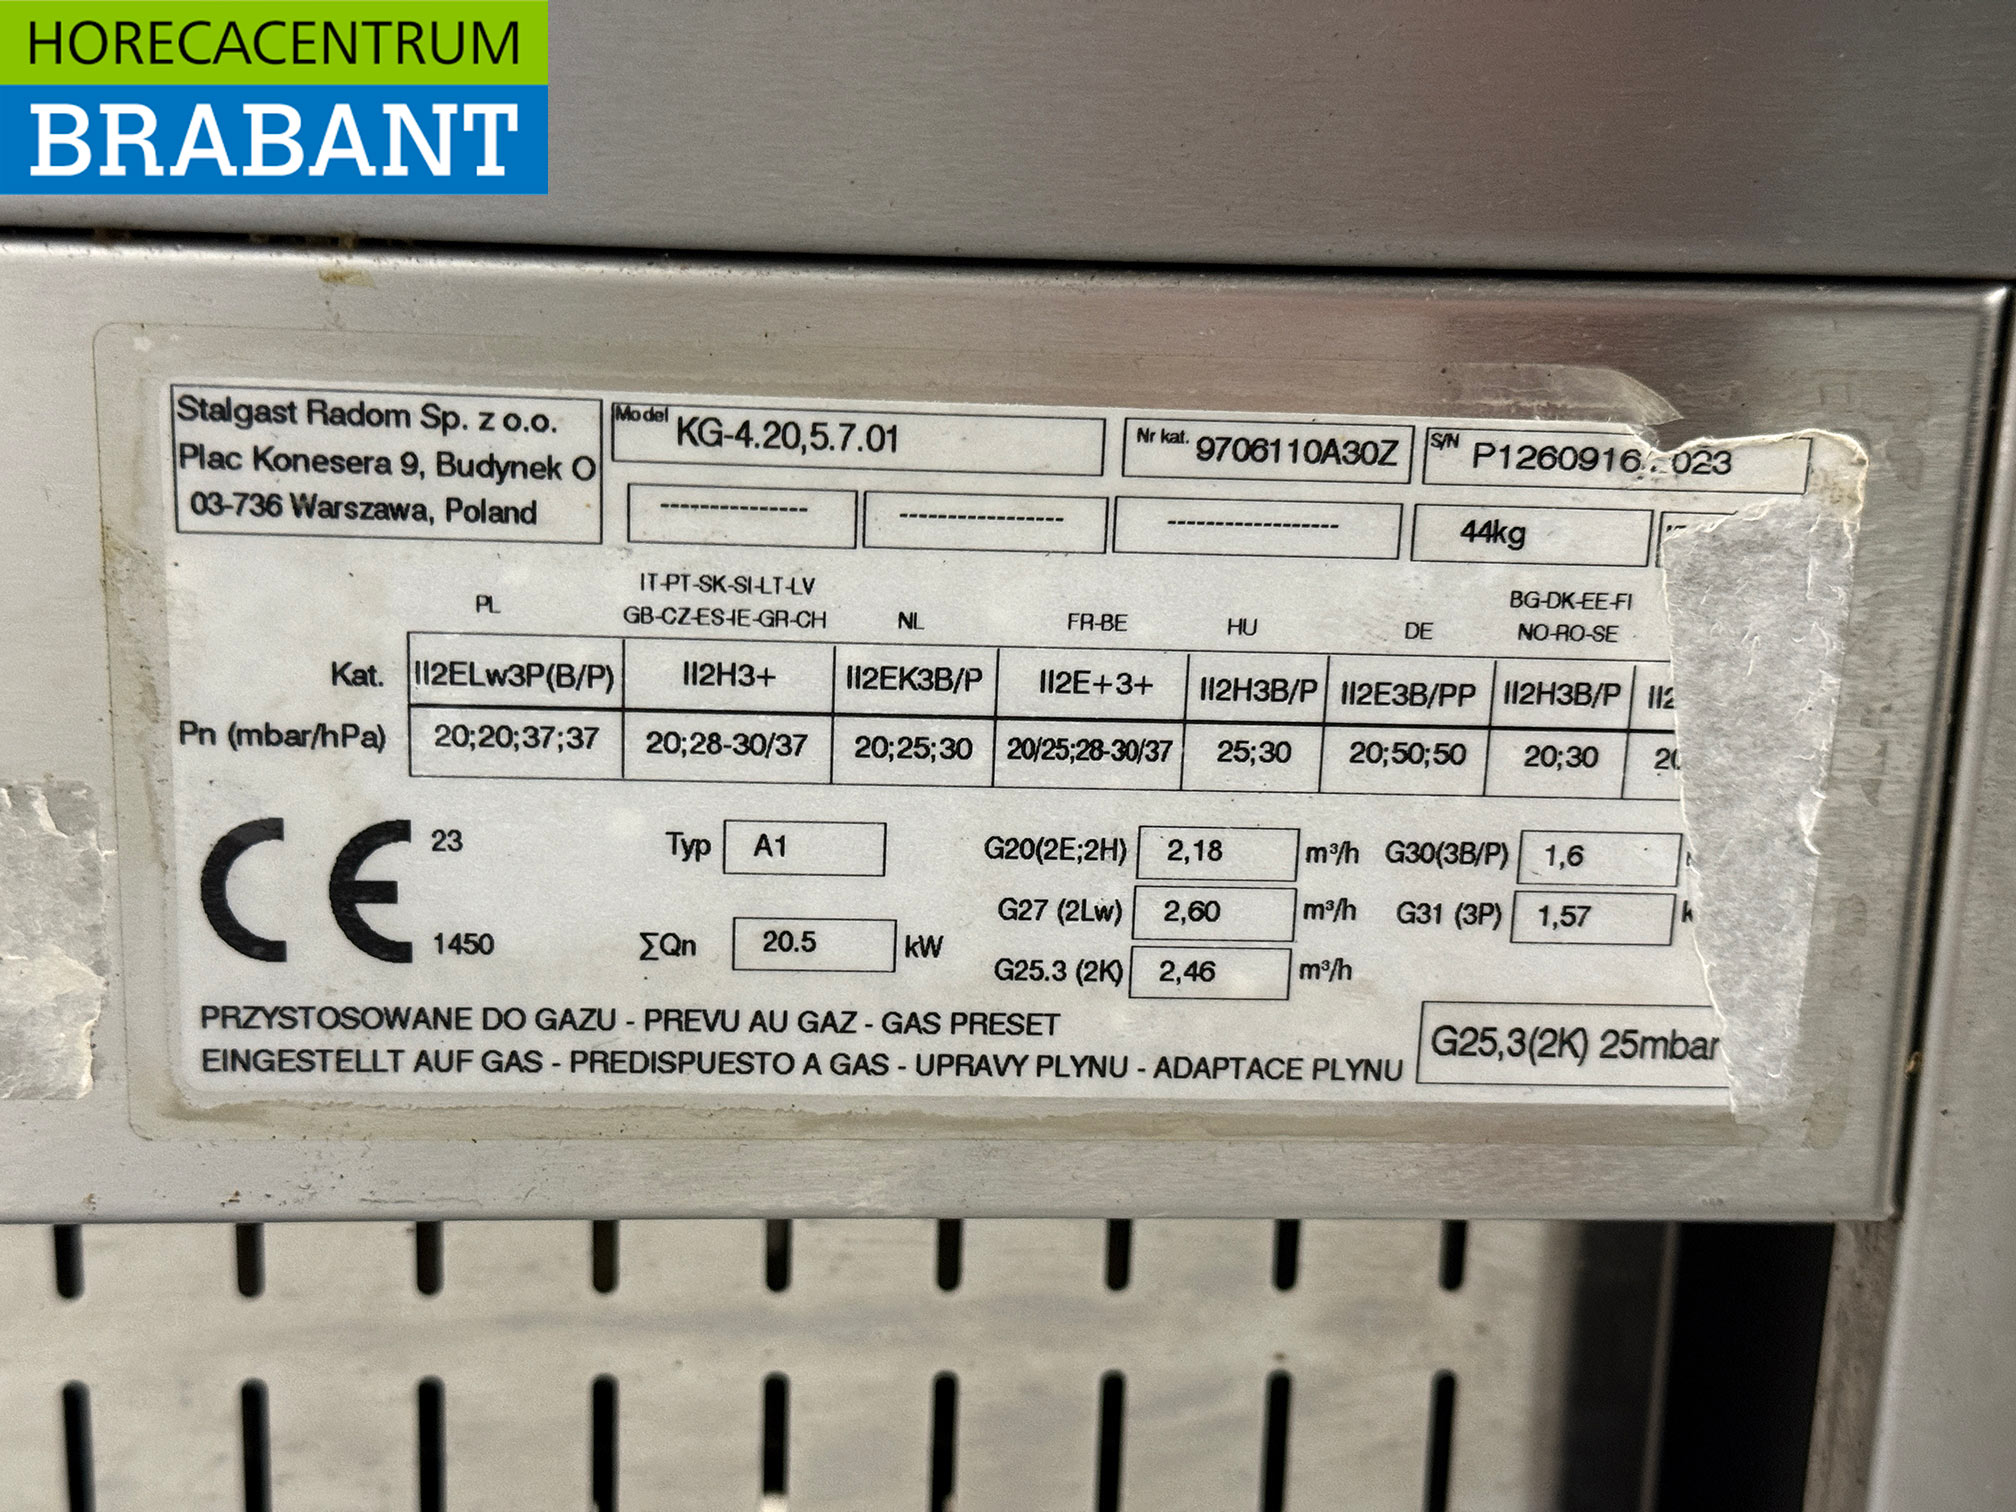 HORECACENTRUM
BRABANT
Stalgast Radom Sp. z o.o.
Plac Konesera 9, Budynek O
03-736 Warszawa, Poland
Model KG-4.20,5.7.01
Nr kat. 9706110A30Z
S/N P1260916 023
---------------
----------------
-----------------
44kg
PL
IT-PT-SK-SI-LT-LV
GB-CZ-ES-IE-GR-CH
NL
FR-BE
HU
DE
BG-DK-EE-FI
NO-RO-SE
Kat. II2ELw3P(B/P) II2H3+ II2EK3B/P II2E+3+ II2H3B/P II2E3B/PP II2H3B/P II2
Pn (mbar/hPa) 20;20;37;37 20;28-30/37 20;25;30 20/25;28-30/37 25;30 20;50;50 20;30 20
CE 23
1450
Typ A1
ΣQn 20.5 kW
G20(2E;2H) 2,18 m³/h
G27 (2Lw) 2,60 m³/h
G25.3 (2K) 2,46 m³/h
G30(3B/P) 1,6
G31 (3P) 1,57 k
PRZYSTOSOWANE DO GAZU - PREVU AU GAZ - GAS PRESET
EINGESTELLT AUF GAS - PREDISPUESTO A GAS - UPRAVY PLYNU - ADAPTACE PLYNU
G25,3(2K) 25mbar